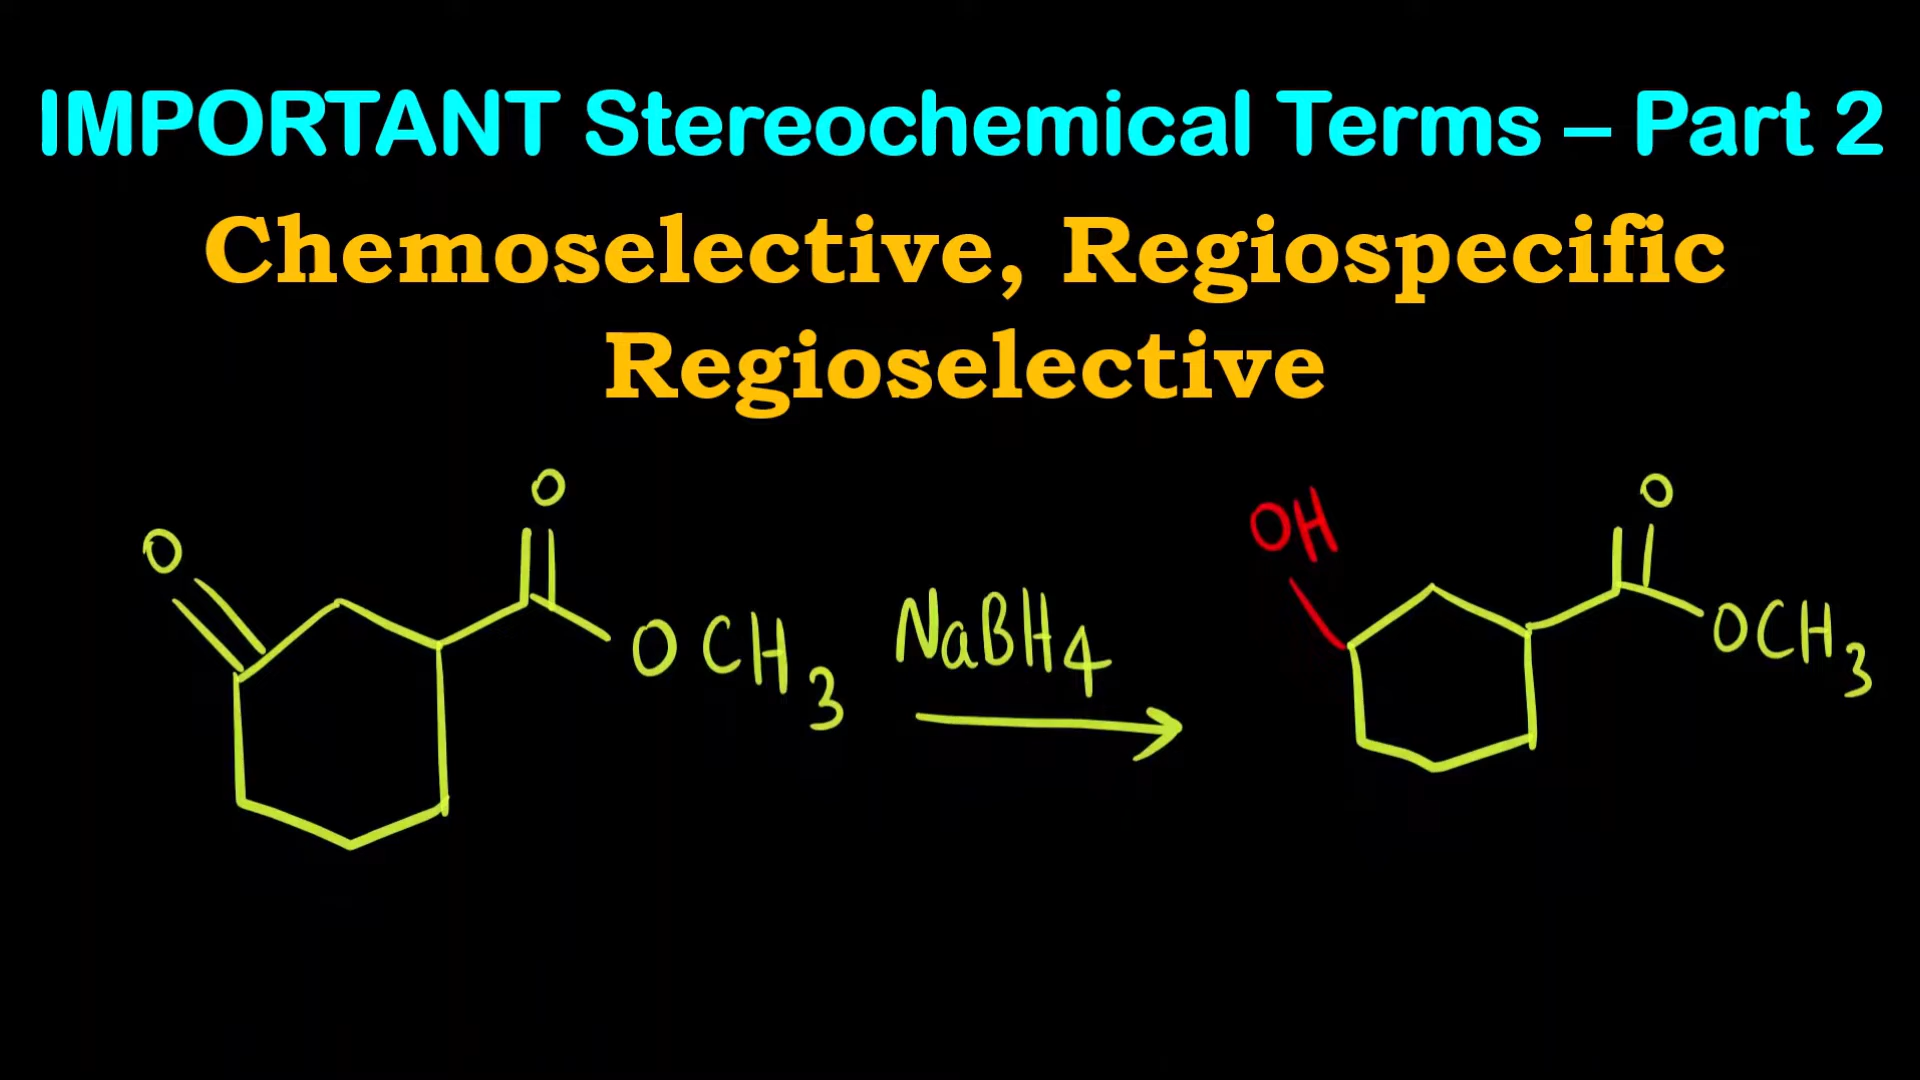 IMPORTANT Stereochemical Terms – Part 2
Chemoselective, Regiospecific
Regioselective
O
O
OCH3
NaBH4
OH
O
OCH3